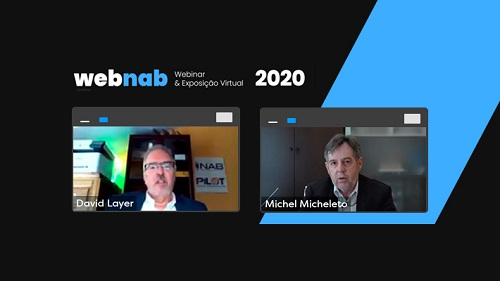 webnab
Webinar
& Exposição Virtual
2020
NAB
PILOT
David Layer
Michel Micheleto